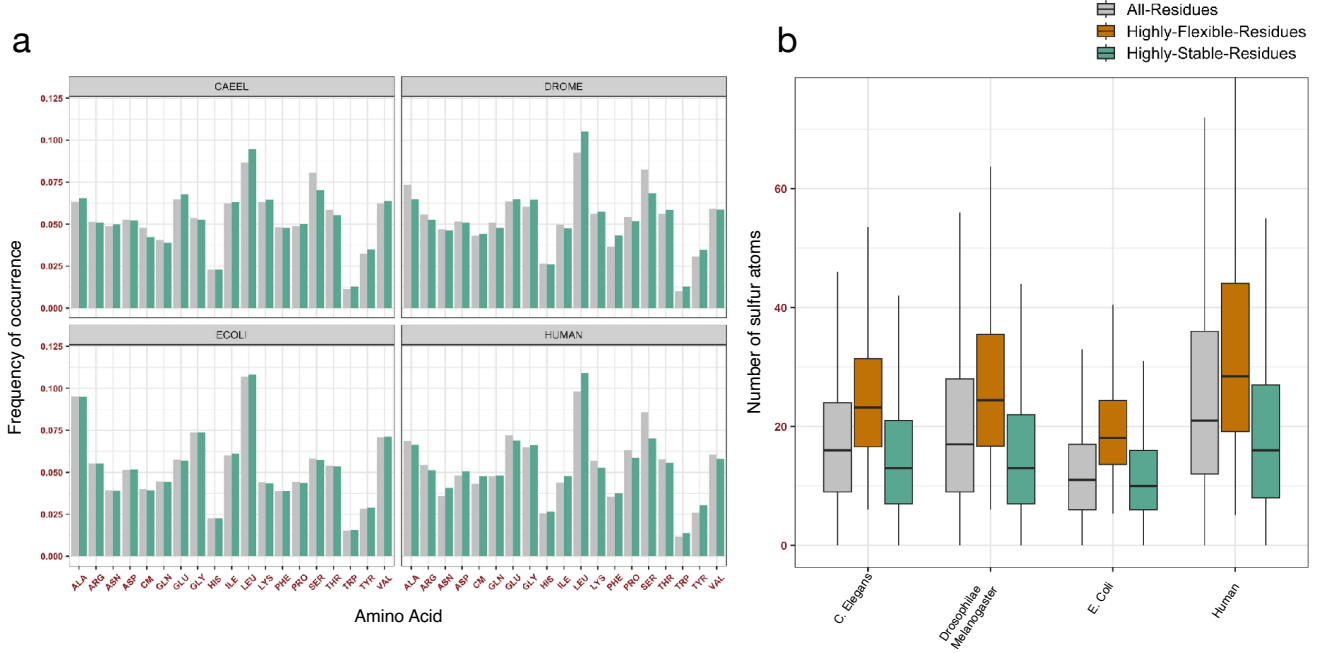 a
CAEEL
DROME
0.125
0.100
0.075
0.050
0.025
0.000
ECOLI
HUMAN
0.125
0.100
0.075
0.050
0.025
0.000
Frequency of occurrence
ALA ARG ASN ASP CM GLN GLU GLY HIS ILE LEU LYS PHE PRO SER THR TRP TYR VAL
ALA ARG ASN ASP CM GLN GLU GLY HIS ILE LEU LYS PHE PRO SER THR TRP TYR VAL
Amino Acid
b
All-Residues
Highly-Flexible-Residues
Highly-Stable-Residues
60
40
20
0
Number of sulfur atoms
C. Elegans
Drosophilae
Melanogaster
E. Coli
Human